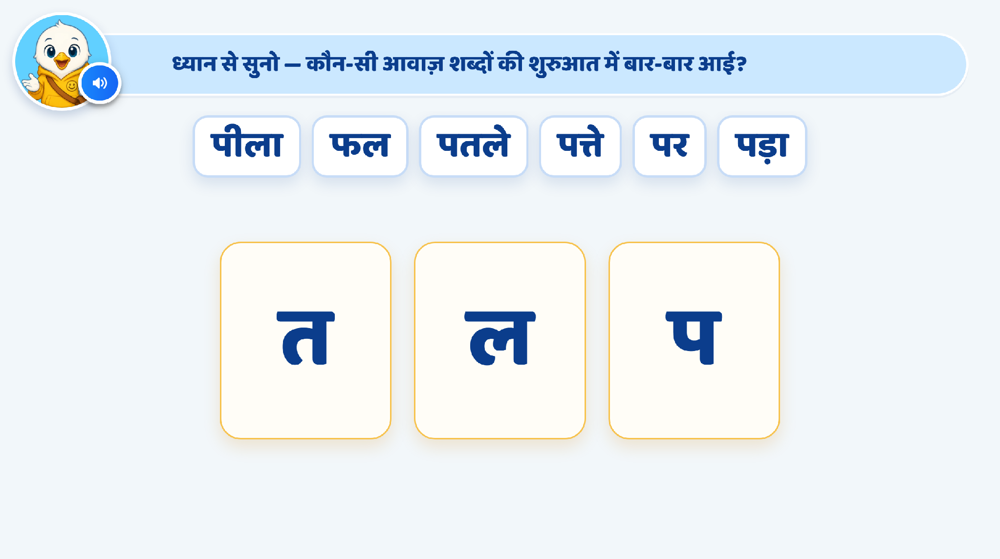 ध्यान से सुनो – कौन-सी आवाज़ शब्दों की शुरुआत में बार-बार आई?
पीला फल पतले पत्ते पर पड़ा
त ल प